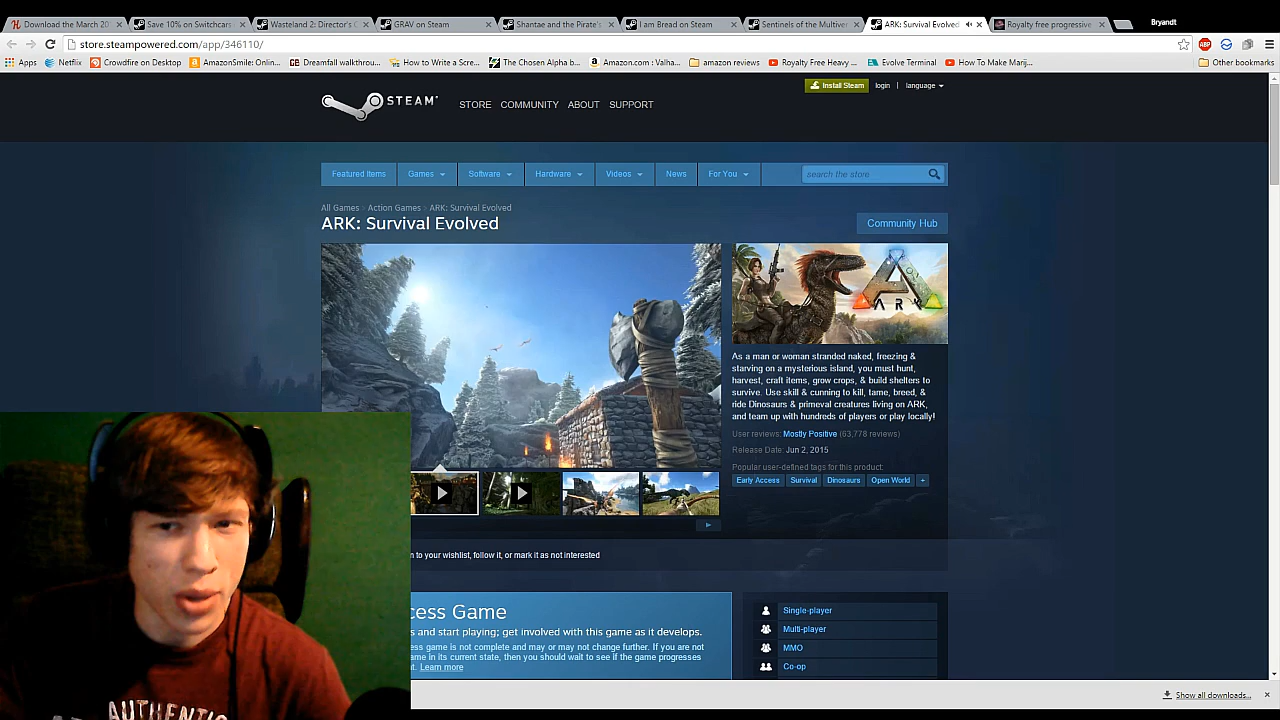 Download the March 20
Save 10% on Switchcars
Wasteland 2: Director's C
GRAV on Steam
Shantae and the Pirate's
I am Bread on Steam
Sentinels of the Multiver
ARK: Survival Evolved
Royalty free progressive
Bryandt
store.steampowered.com/app/346110/
Apps
Netflix
Crowdfire on Desktop
AmazonSmile: Onlin...
Dreamfall walkthrou...
How to Write a Scre...
The Chosen Alpha b...
Amazon.com : Valha...
amazon reviews
Royalty Free Heavy ...
Evolve Terminal
How To Make Marij...
Other bookmarks
STEAM
STORE COMMUNITY ABOUT SUPPORT
Install Steam
login | language
Featured Items
Games
Software
Hardware
Videos
News
For You
search the store
All Games > Action Games > ARK: Survival Evolved
ARK: Survival Evolved
Community Hub
ARK
As a man or woman stranded naked, freezing &
starving on a mysterious island, you must hunt,
harvest, craft items, grow crops, & build shelters to
survive. Use skill & cunning to kill, tame, breed, &
ride Dinosaurs & primeval creatures living on ARK,
and team up with hundreds of players or play locally!
User reviews: Mostly Positive (63,778 reviews)
Release Date: Jun 2, 2015
Popular user-defined tags for this product:
Early Access Survival Dinosaurs Open World +
n to your wishlist, follow it, or mark it as not interested
cess Game
s and start playing; get involved with this game as it develops.
cess game is not complete and may or may not change further. If you are not
ame in its current state, then you should wait to see if the game progresses
t. Learn more
Single-player
Multi-player
MMO
Co-op
AUTHENTIC
Show all downloads...